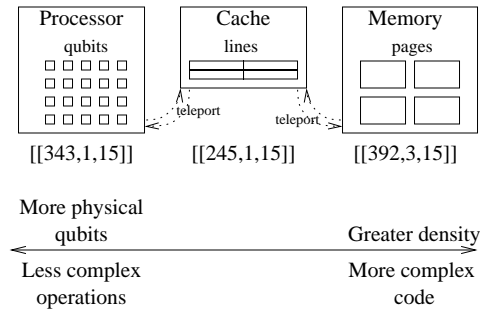 Processor
Cache
Memory
qubits
lines
pages
teleport
teleport
[[343,1,15]]
[[245,1,15]]
[[392,3,15]]
More physical
qubits
Greater density
Less complex
operations
More complex
code